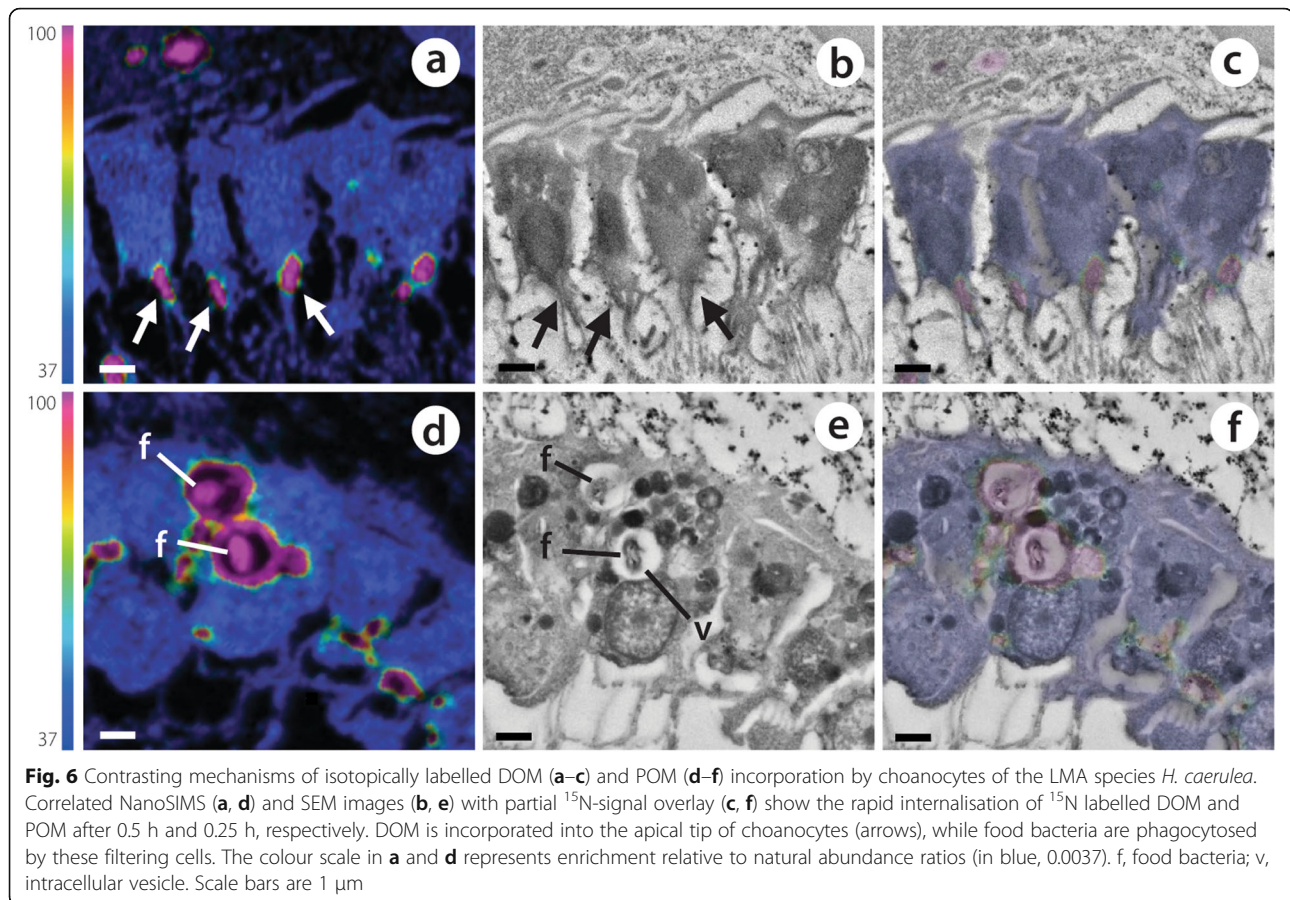 100
a
b
c
37
100
d
e
f
f
f
f
f
v
37
Fig. 6 Contrasting mechanisms of isotopically labelled DOM (a–c) and POM (d–f) incorporation by choanocytes of the LMA species H. caerulea.
Correlated NanoSIMS (a, d) and SEM images (b, e) with partial ¹⁵N-signal overlay (c, f) show the rapid internalisation of ¹⁵N labelled DOM and
POM after 0.5 h and 0.25 h, respectively. DOM is incorporated into the apical tip of choanocytes (arrows), while food bacteria are phagocytosed
by these filtering cells. The colour scale in a and d represents enrichment relative to natural abundance ratios (in blue, 0.0037). f, food bacteria; v,
intracellular vesicle. Scale bars are 1 μm